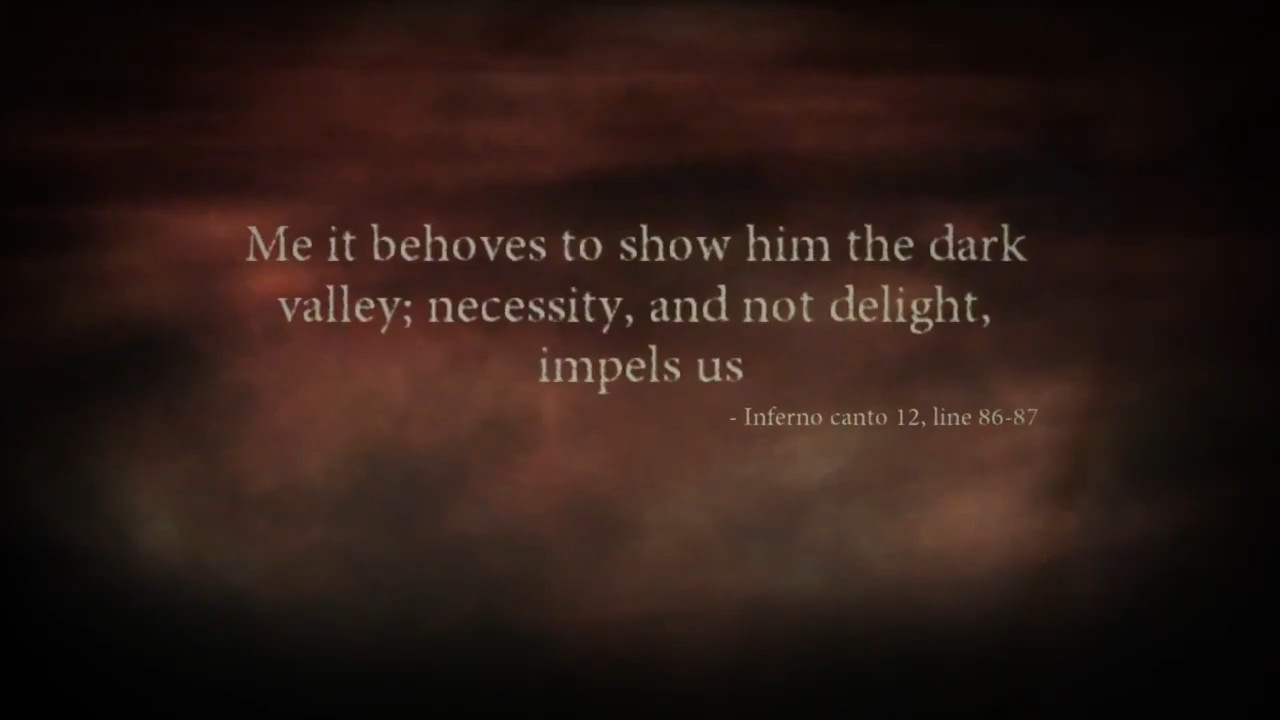 Me it behoves to show him the dark
valley; necessity, and not delight,
impels us
- Inferno canto 12, line 86-87